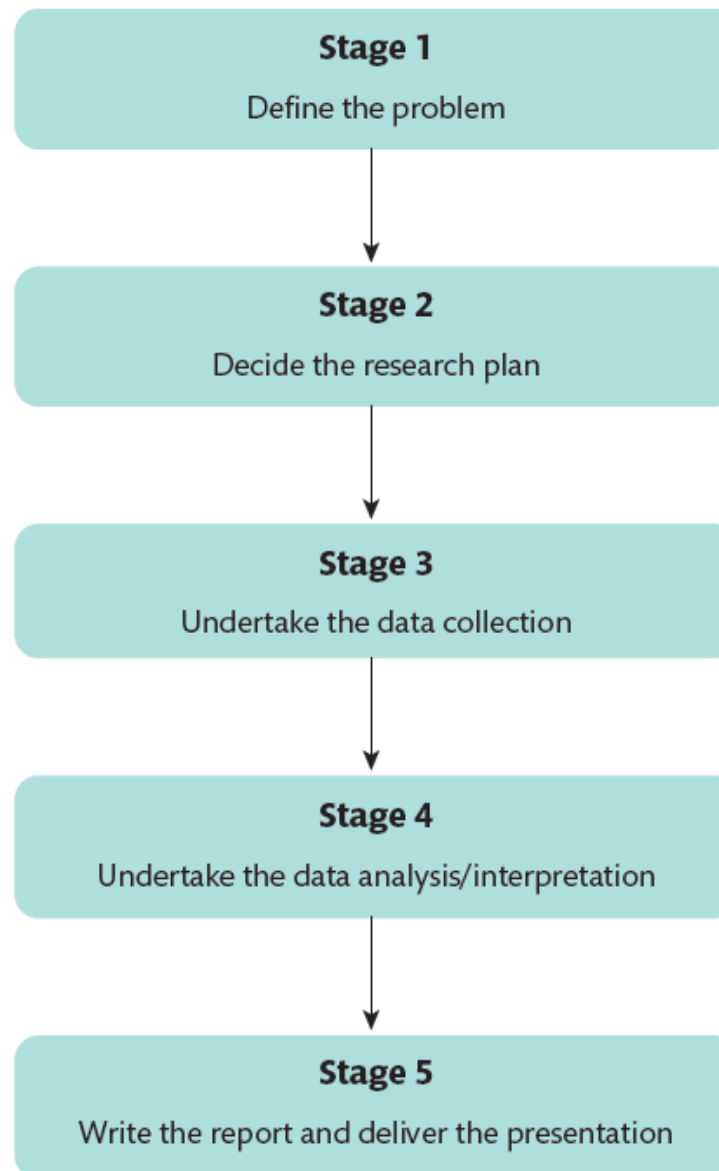 Stage 1
Define the problem
Stage 2
Decide the research plan
Stage 3
Undertake the data collection
Stage 4
Undertake the data analysis/interpretation
Stage 5
Write the report and deliver the presentation